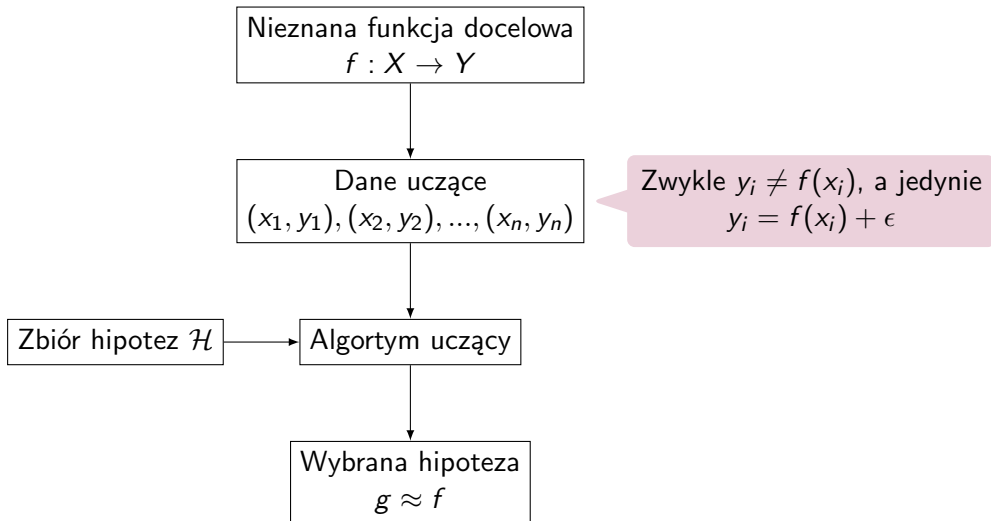 Nieznana funkcja docelowa
f : X → Y
Dane uczące
(x₁, y₁), (x₂, y₂), ..., (xₙ, yₙ)
Zwykle yᵢ ≠ f(xᵢ), a jedynie
yᵢ = f(xᵢ) + ϵ
Zbiór hipotez ℋ
Algortym uczący
Wybrana hipoteza
g ≈ f